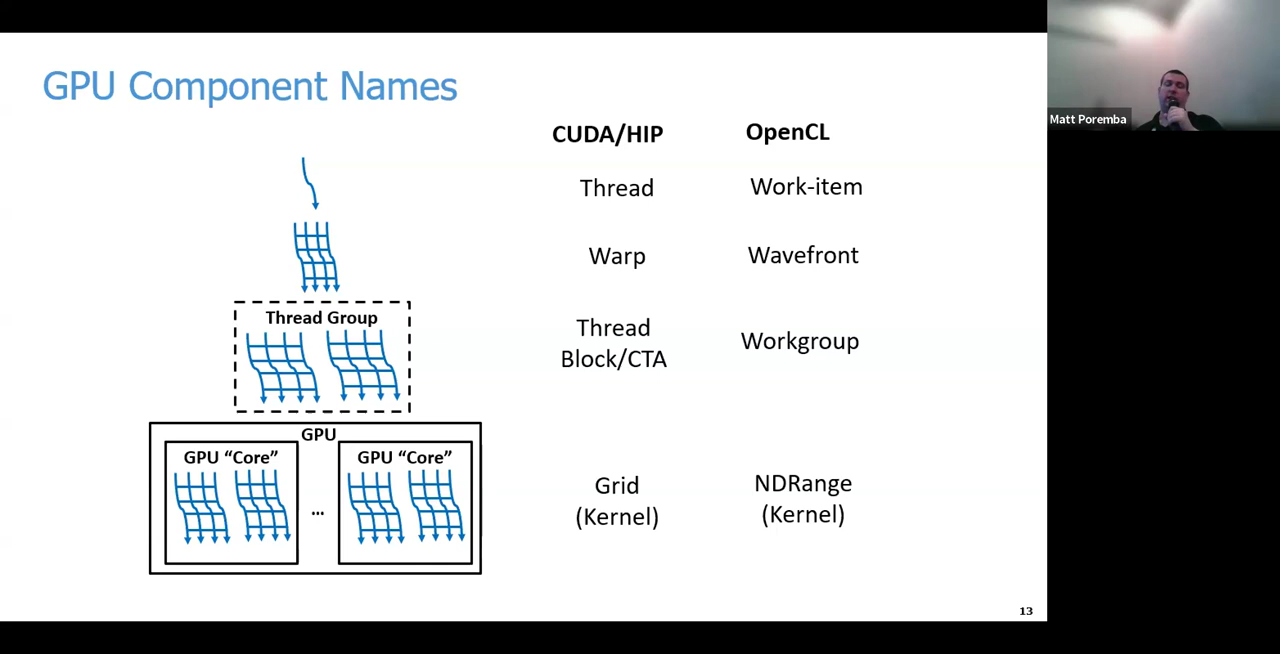 GPU Component Names
Matt Poremba
CUDA/HIP
OpenCL
Thread
Work-item
Warp
Wavefront
Thread Group
Thread
Block/CTA
Workgroup
GPU
GPU “Core”
GPU “Core”
...
Grid
(Kernel)
NDRange
(Kernel)
13